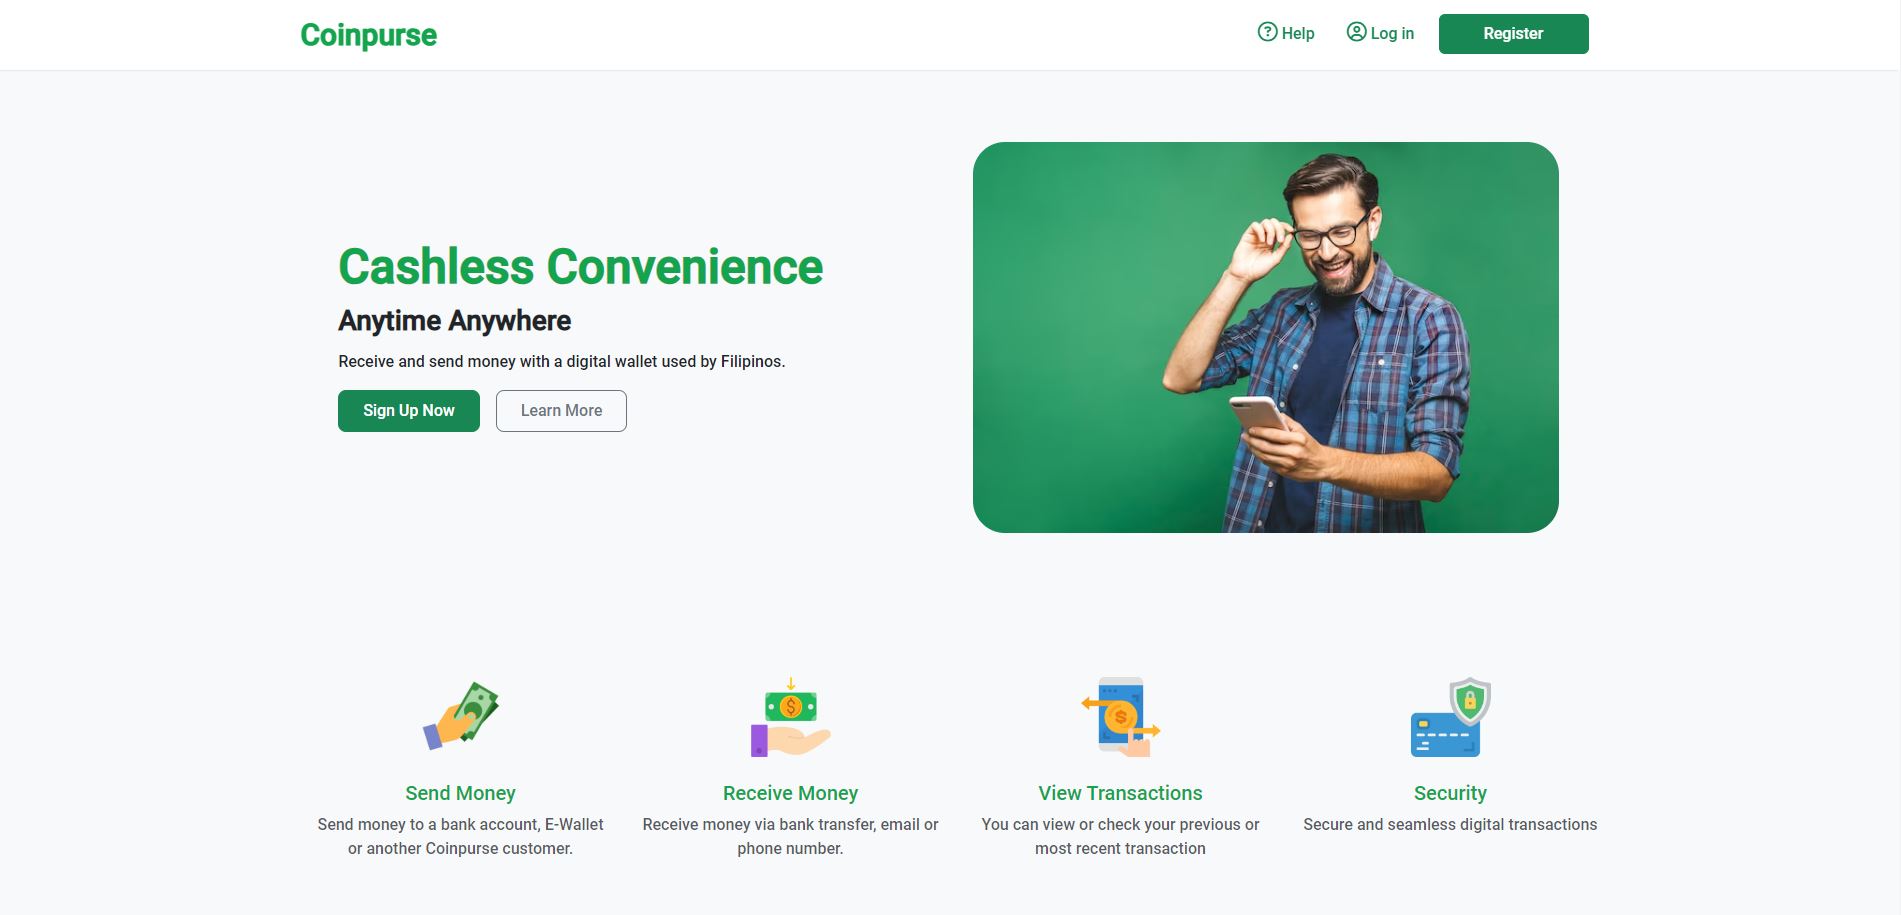 Coinpurse
Help
Log in
Register
Cashless Convenience
Anytime Anywhere
Receive and send money with a digital wallet used by Filipinos.
Sign Up Now
Learn More
Send Money
Send money to a bank account, E-Wallet
or another Coinpurse customer.
Receive Money
Receive money via bank transfer, email or
phone number.
View Transactions
You can view or check your previous or
most recent transaction
Security
Secure and seamless digital transactions